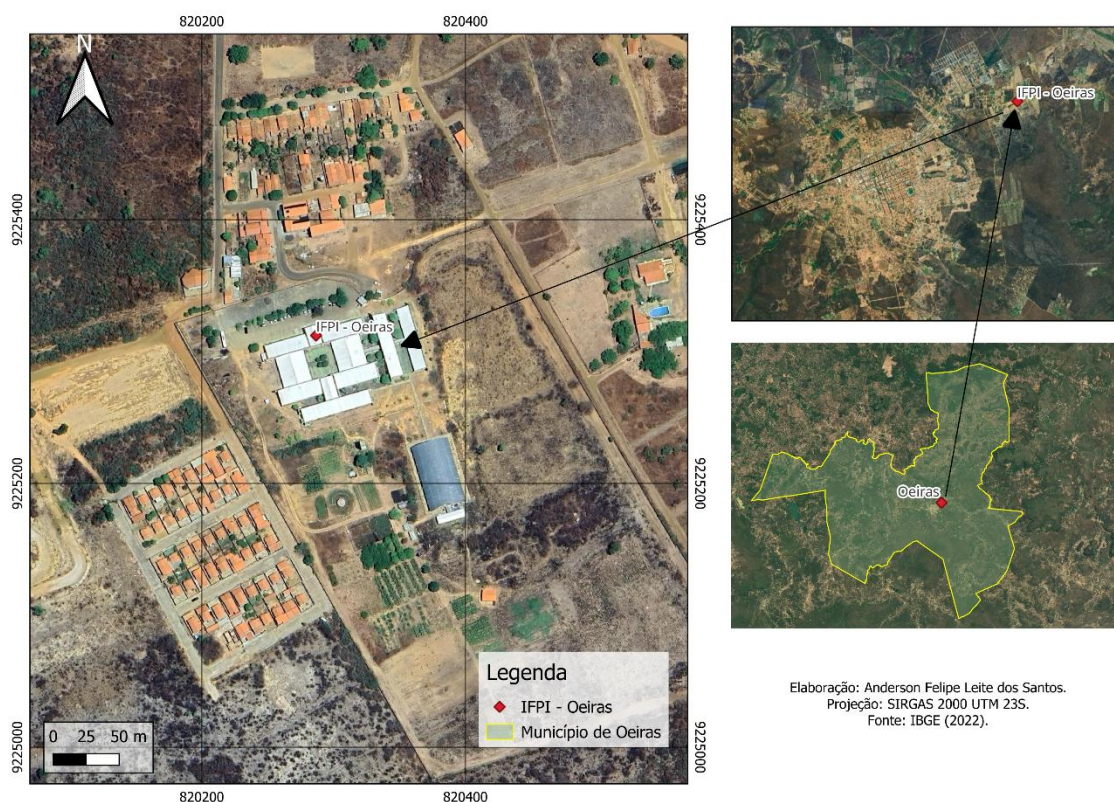 820200
820400
N
9225400
9225400
IFPI - Oeiras
IFPI - Oeiras
9225200
9225200
Oeiras
Legenda
IFPI - Oeiras
Município de Oeiras
0 25 50 m
9225000
9225000
820200
820400
Elaboração: Anderson Felipe Leite dos Santos.
Projeção: SIRGAS 2000 UTM 23S.
Fonte: IBGE (2022).